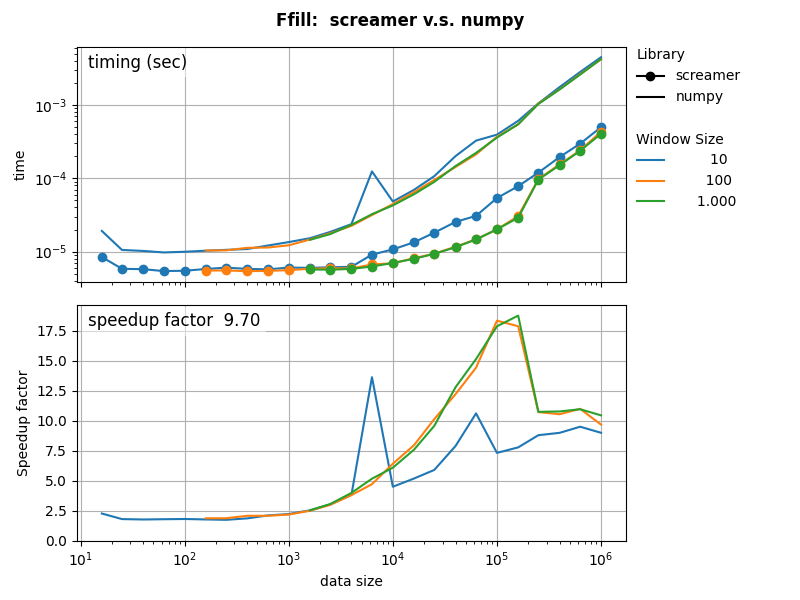 Ffill:  screamer v.s. numpy
timing (sec)
time
10⁻³
10⁻⁴
10⁻⁵
Library
screamer
numpy
Window Size
10
100
1.000
speedup factor  9.70
Speedup factor
17.5
15.0
12.5
10.0
7.5
5.0
2.5
0.0
10¹ 10² 10³ 10⁴ 10⁵ 10⁶
data size